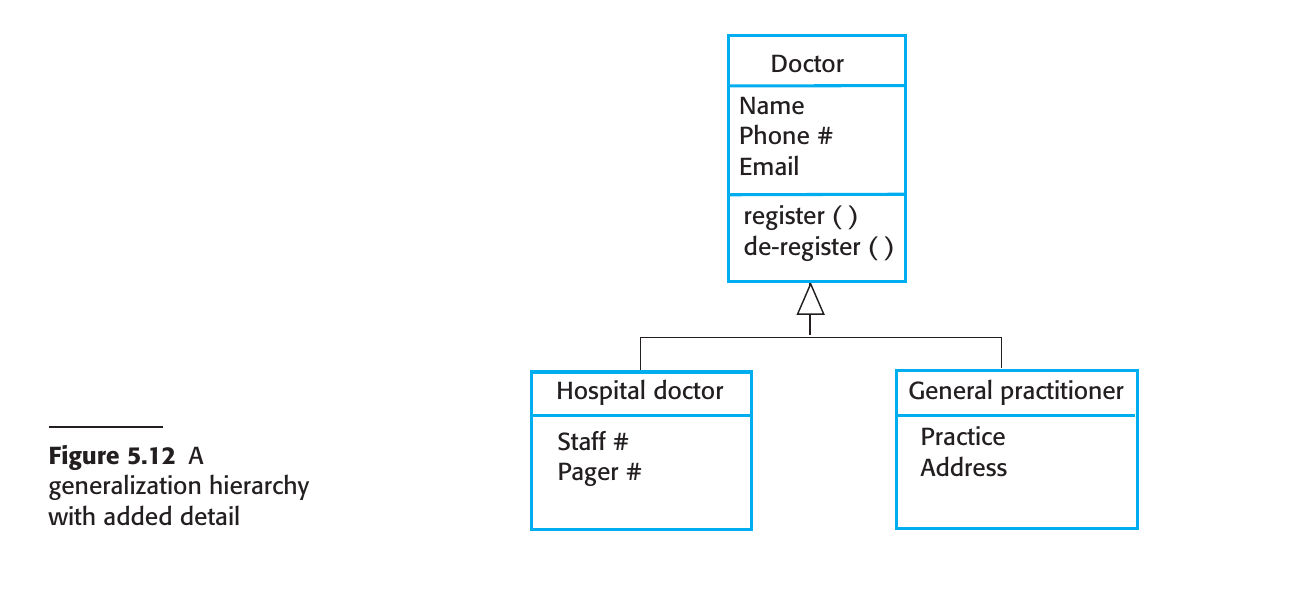 Doctor
Name
Phone #
Email
register ( )
de-register ( )
Hospital doctor
Staff #
Pager #
General practitioner
Practice
Address
Figure 5.12 A
generalization hierarchy
with added detail